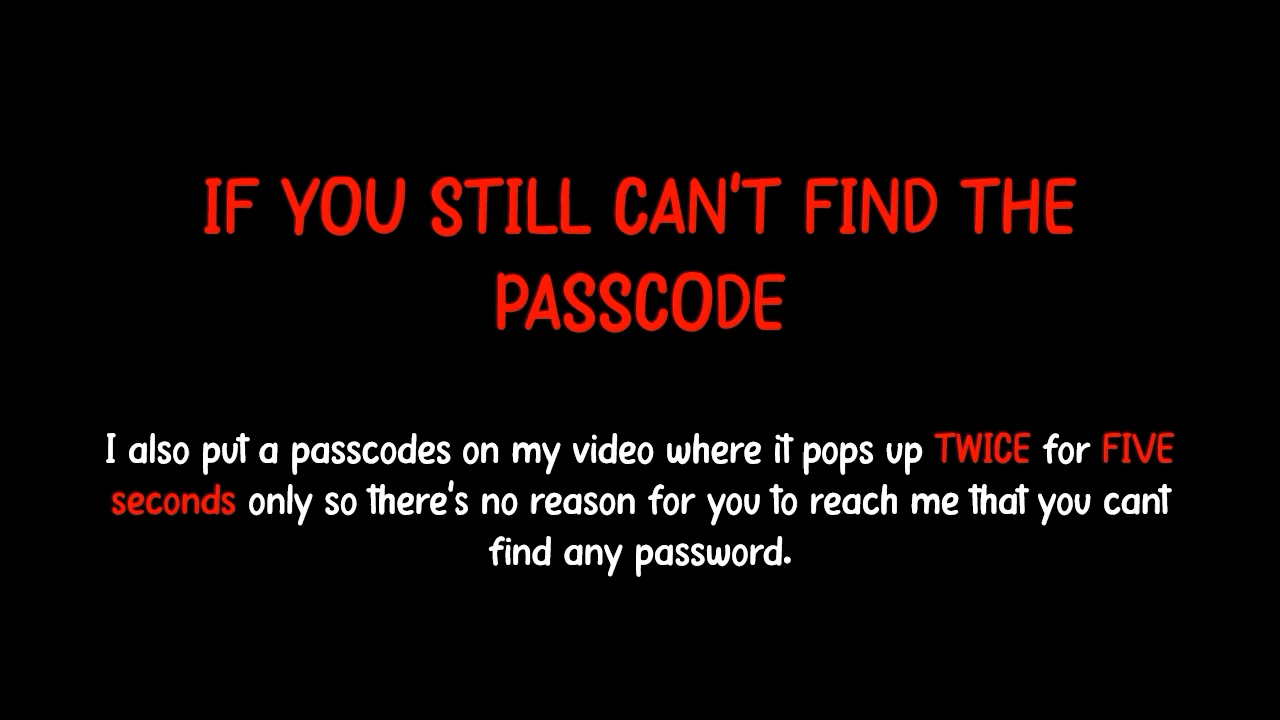 IF YOU STILL CAN'T FIND THE
PASSCODE
I also put a passcodes on my video where it pops up TWICE for FIVE
seconds only so there's no reason for you to reach me that you cant
find any password.